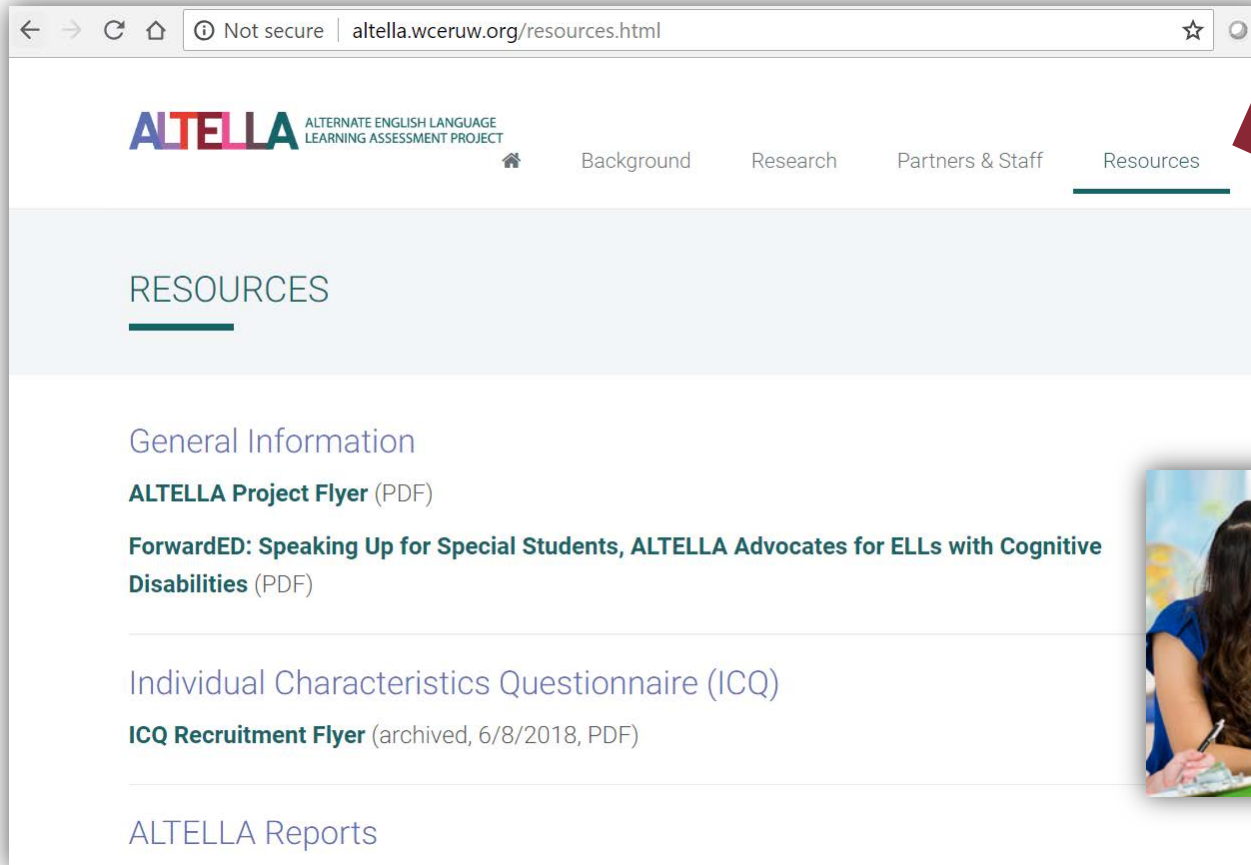 Not secure | altella.wceruw.org/resources.html
ALTELLA ALTERNATE ENGLISH LANGUAGE
LEARNING ASSESSMENT PROJECT
Background Research Partners & Staff Resources
RESOURCES
General Information
ALTELLA Project Flyer (PDF)
ForwardED: Speaking Up for Special Students, ALTELLA Advocates for ELLs with Cognitive
Disabilities (PDF)
Individual Characteristics Questionnaire (ICQ)
ICQ Recruitment Flyer (archived, 6/8/2018, PDF)
ALTELLA Reports